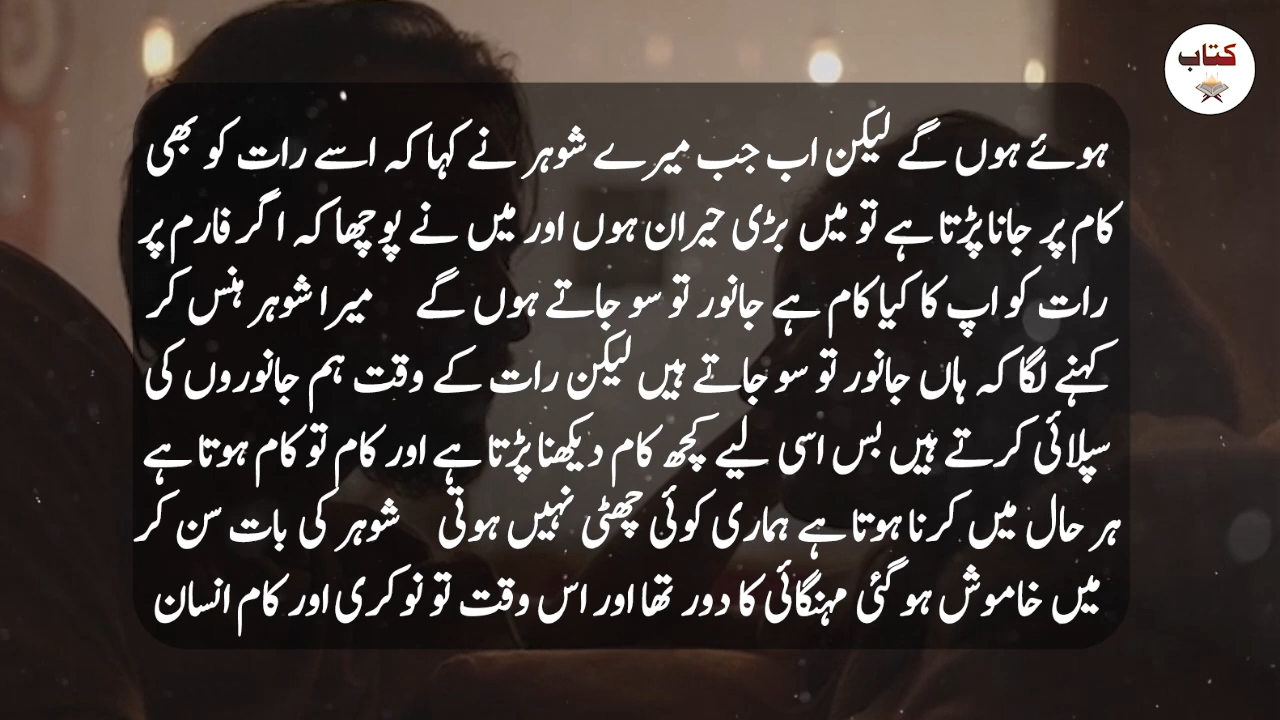 کتاب
ہوئے ہوں گے لیکن اب جب میرے شوہر نے کہا کہ اسے رات کو بھی
کام پر جانا پڑتا ہے تو میں بڑی حیران ہوں اور میں نے پوچھا کہ اگر فارم پر
رات کو اپ کا کیا کام ہے جانور تو سو جاتے ہوں گے میرا شوہر ہنس کر
کہنے لگا کہ ہاں جانور تو سو جاتے ہیں لیکن رات کے وقت ہم جانوروں کی
سپلائی کرتے ہیں بس اسی لیے کچھ کام دیکھنا پڑتا ہے اور کام تو کام ہوتا ہے
ہر حال میں کرنا ہوتا ہے ہماری کوئی چھٹی نہیں ہوتی شوہر کی بات سن کر
میں خاموش ہو گئی مہنگائی کا دور تھا اور اس وقت تو نوکری اور کام انسان